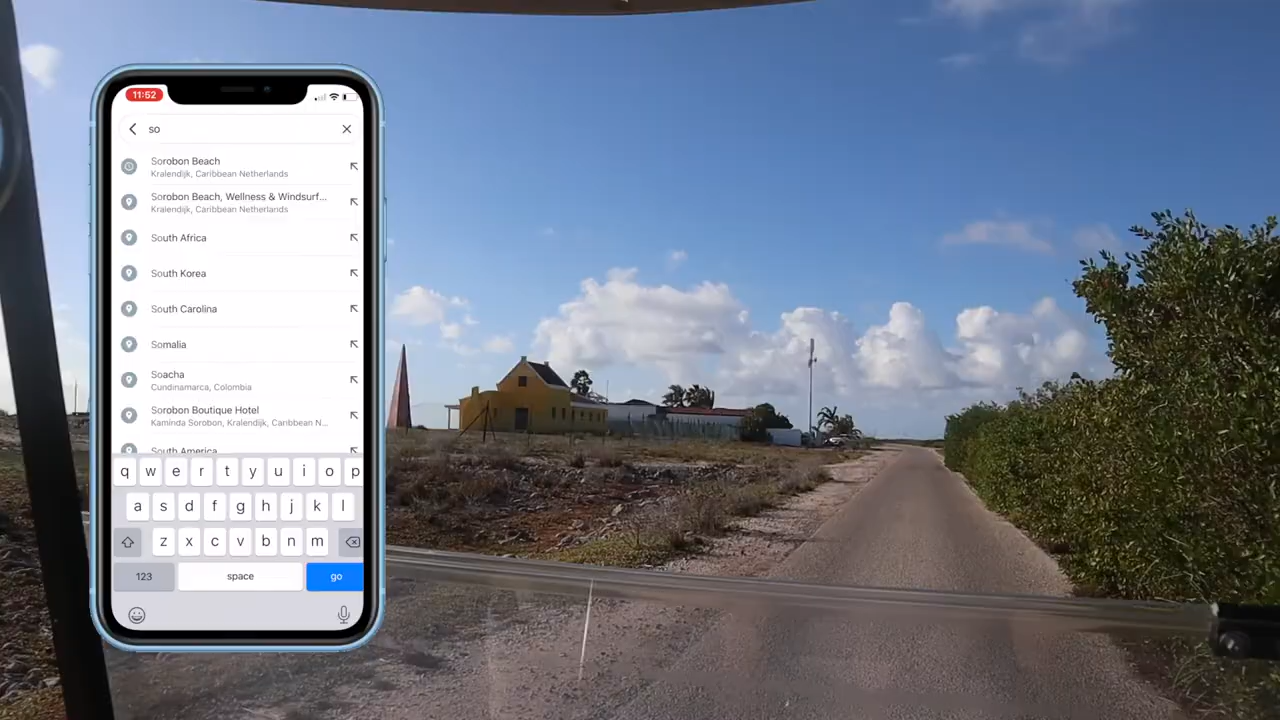 11:52
so
Sorobon Beach
Kralendijk, Caribbean Netherlands
Sorobon Beach, Wellness & Windsurf...
Kralendijk, Caribbean Netherlands
South Africa
South Korea
South Carolina
Somalia
Soacha
Cundinamarca, Colombia
Sorobon Boutique Hotel
Kaminda Sorobon, Kralendijk, Caribbean N...
South America
q w e r t y u i o p
a s d f g h j k l
z x c v b n m
123 space go